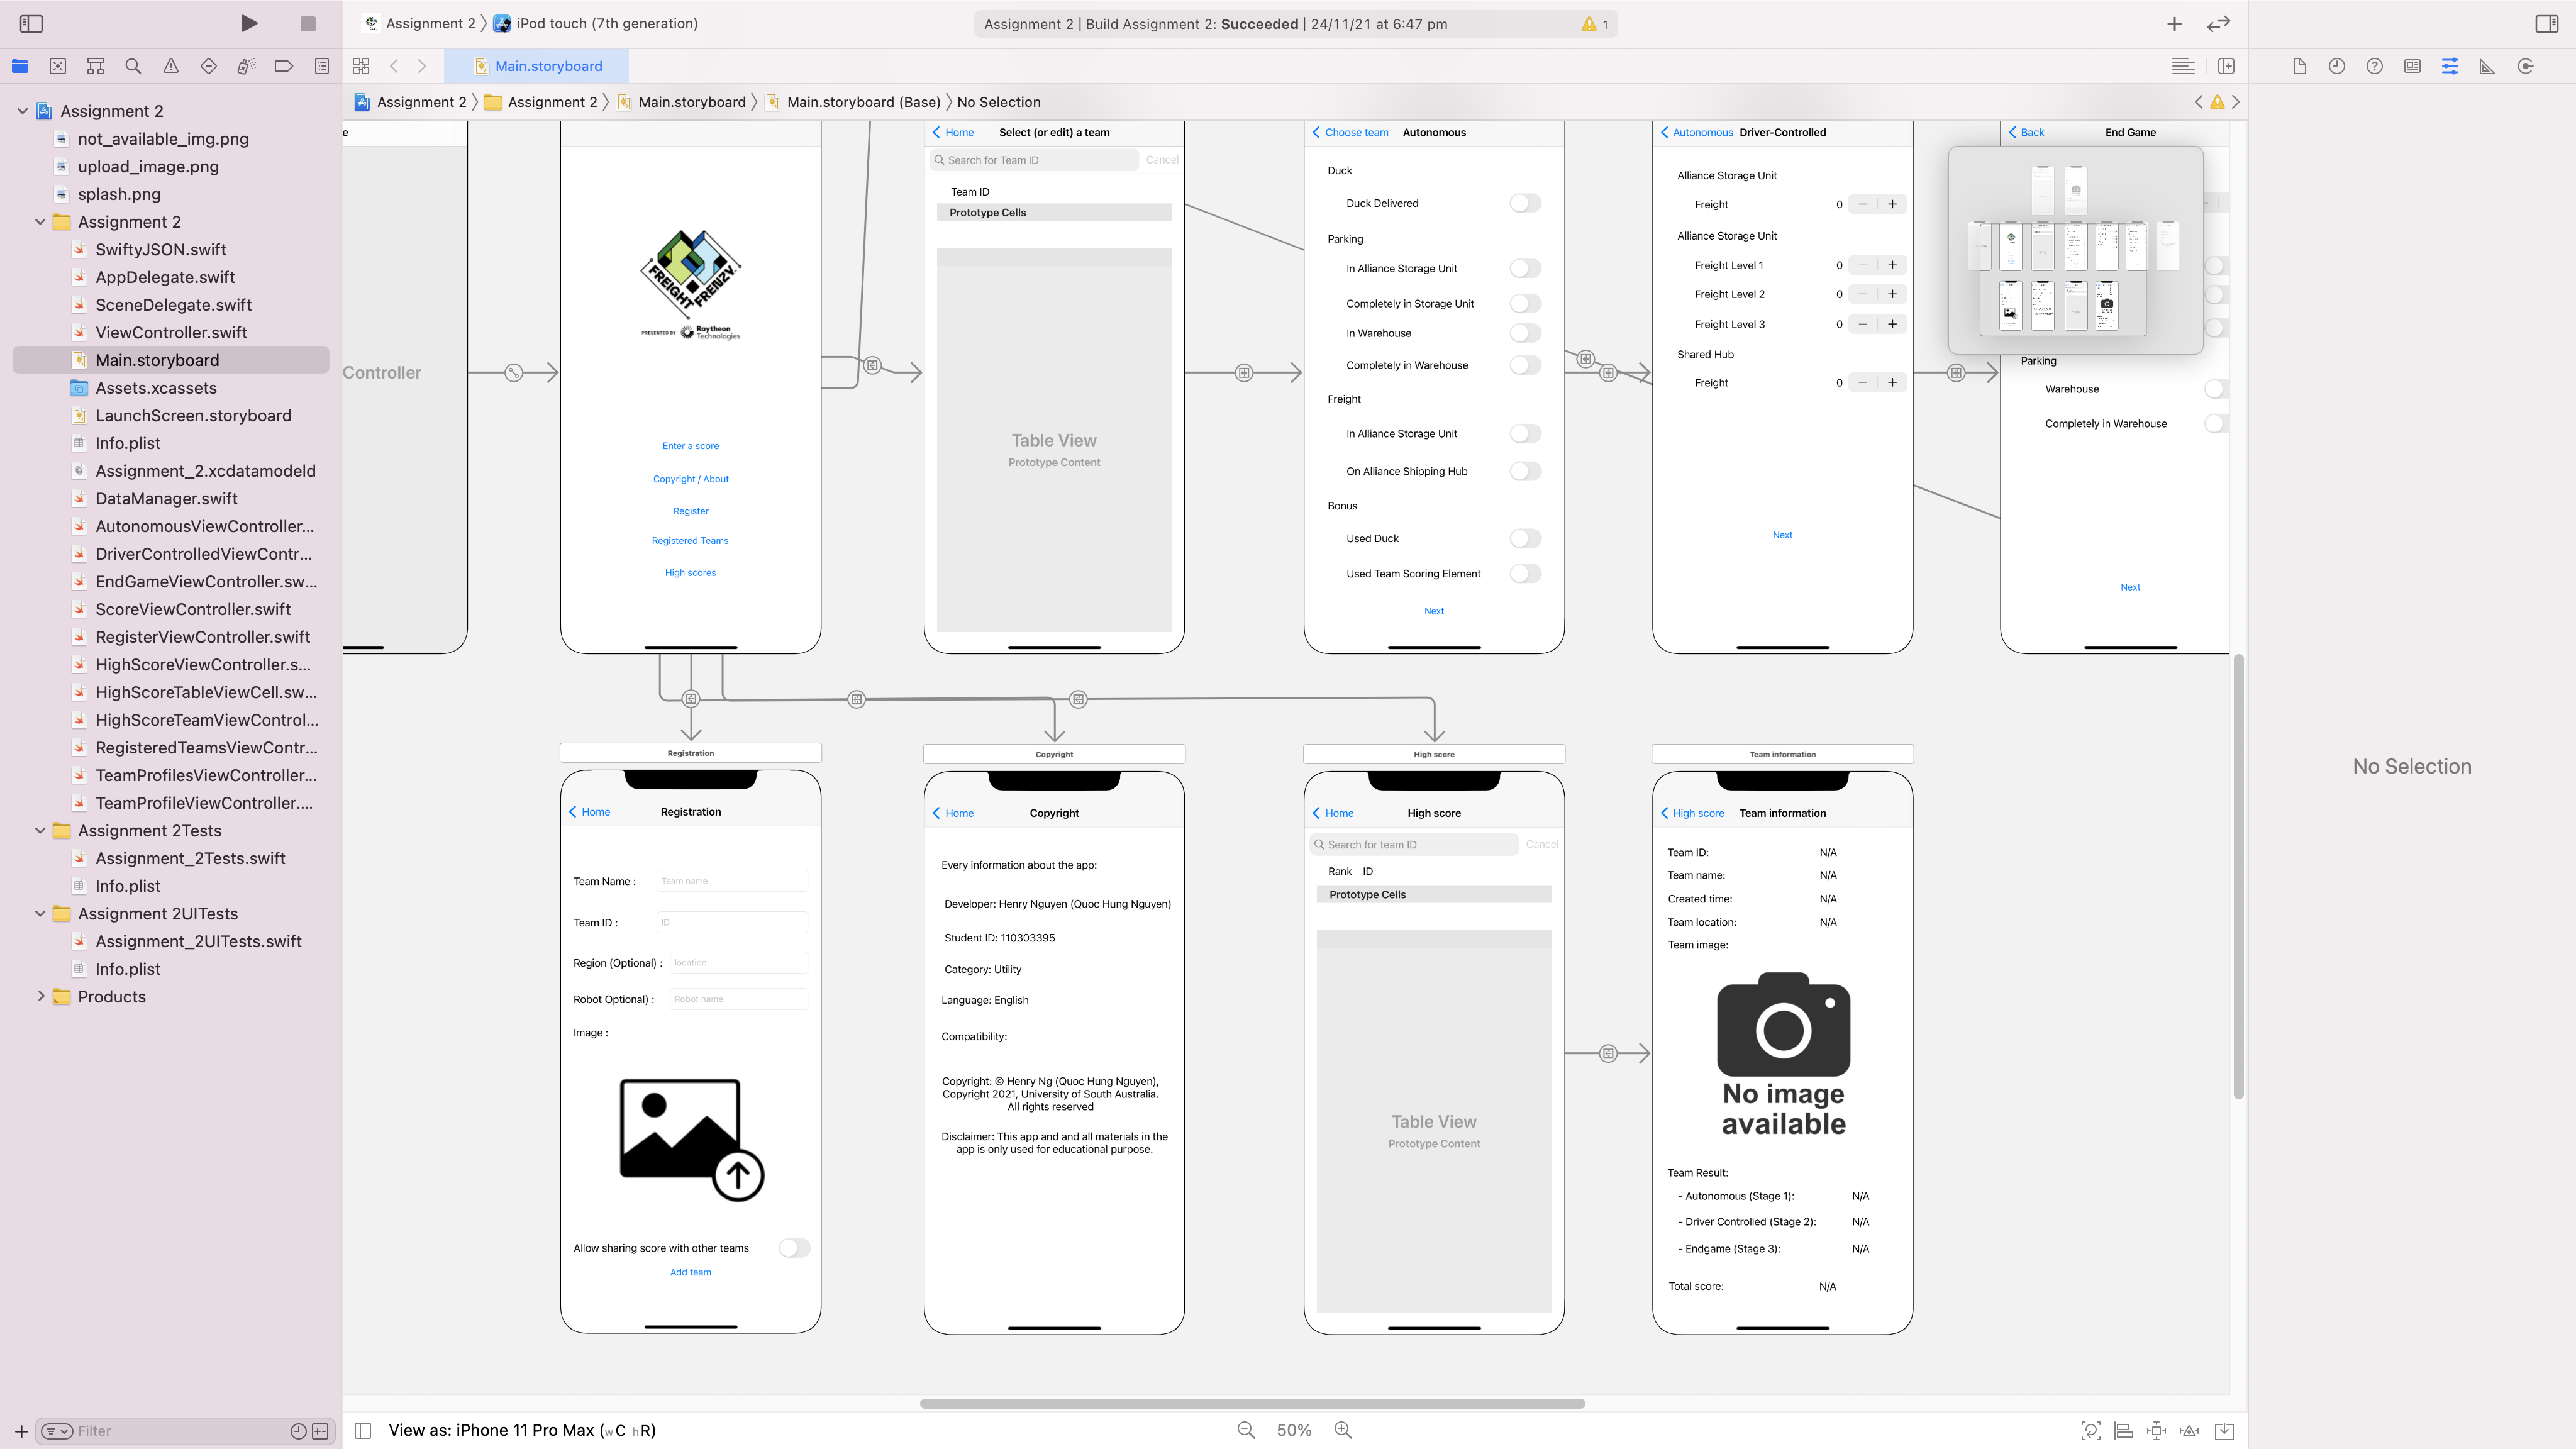 Assignment 2
iPod touch (7th generation)
Assignment 2 | Build Assignment 2: Succeeded | 24/11/21 at 6:47 pm
1
Main.storyboard
Assignment 2
Assignment 2
Main.storyboard
Main.storyboard (Base)
No Selection
Assignment 2
not_available_img.png
upload_image.png
splash.png
Assignment 2
SwiftyJSON.swift
AppDelegate.swift
SceneDelegate.swift
ViewController.swift
Main.storyboard
Assets.xcassets
LaunchScreen.storyboard
Info.plist
Assignment_2.xcdatamodeld
DataManager.swift
AutonomousViewController...
DriverControlledViewContr...
EndGameViewController.sw...
ScoreViewController.swift
RegisterViewController.swift
HighScoreViewController.s...
HighScoreTableViewCell.sw...
HighScoreTeamViewControl...
RegisteredTeamsViewContr...
TeamProfilesViewController...
TeamProfileViewController....
Assignment 2Tests
Assignment_2Tests.swift
Info.plist
Assignment 2UITests
Assignment_2UITests.swift
Info.plist
Products
Filter
e
Controller
FREIGHT FRENZY
PRESENTED BY Raytheon
Technologies
Enter a score
Copyright / About
Register
Registered Teams
High scores
Home
Select (or edit) a team
Search for Team ID
Cancel
Team ID
Prototype Cells
Table View
Prototype Content
Choose team
Autonomous
Duck
Duck Delivered
Parking
In Alliance Storage Unit
Completely in Storage Unit
In Warehouse
Completely in Warehouse
Freight
In Alliance Storage Unit
On Alliance Shipping Hub
Bonus
Used Duck
Used Team Scoring Element
Next
Autonomous
Driver-Controlled
Alliance Storage Unit
Freight 0 − +
Alliance Storage Unit
Freight Level 1 0 − +
Freight Level 2 0 − +
Freight Level 3 0 − +
Shared Hub
Freight 0 − +
Next
Back
End Game
Parking
Warehouse
Completely in Warehouse
Next
Registration
Home
Registration
Team Name : Team name
Team ID : ID
Region (Optional) : location
Robot Optional) : Robot name
Image :
Allow sharing score with other teams
Add team
Copyright
Home
Copyright
Every information about the app:
Developer: Henry Nguyen (Quoc Hung Nguyen)
Student ID: 110303395
Category: Utility
Language: English
Compatibility:
Copyright: © Henry Ng (Quoc Hung Nguyen),
Copyright 2021, University of South Australia.
All rights reserved
Disclaimer: This app and and all materials in the
app is only used for educational purpose.
High score
Home
High score
Search for team ID
Cancel
Rank ID
Prototype Cells
Table View
Prototype Content
Team information
High score
Team information
Team ID: N/A
Team name: N/A
Created time: N/A
Team location: N/A
Team image:
No image
available
Team Result:
- Autonomous (Stage 1): N/A
- Driver Controlled (Stage 2): N/A
- Endgame (Stage 3): N/A
Total score: N/A
No Selection
View as: iPhone 11 Pro Max (wC hR)
50%